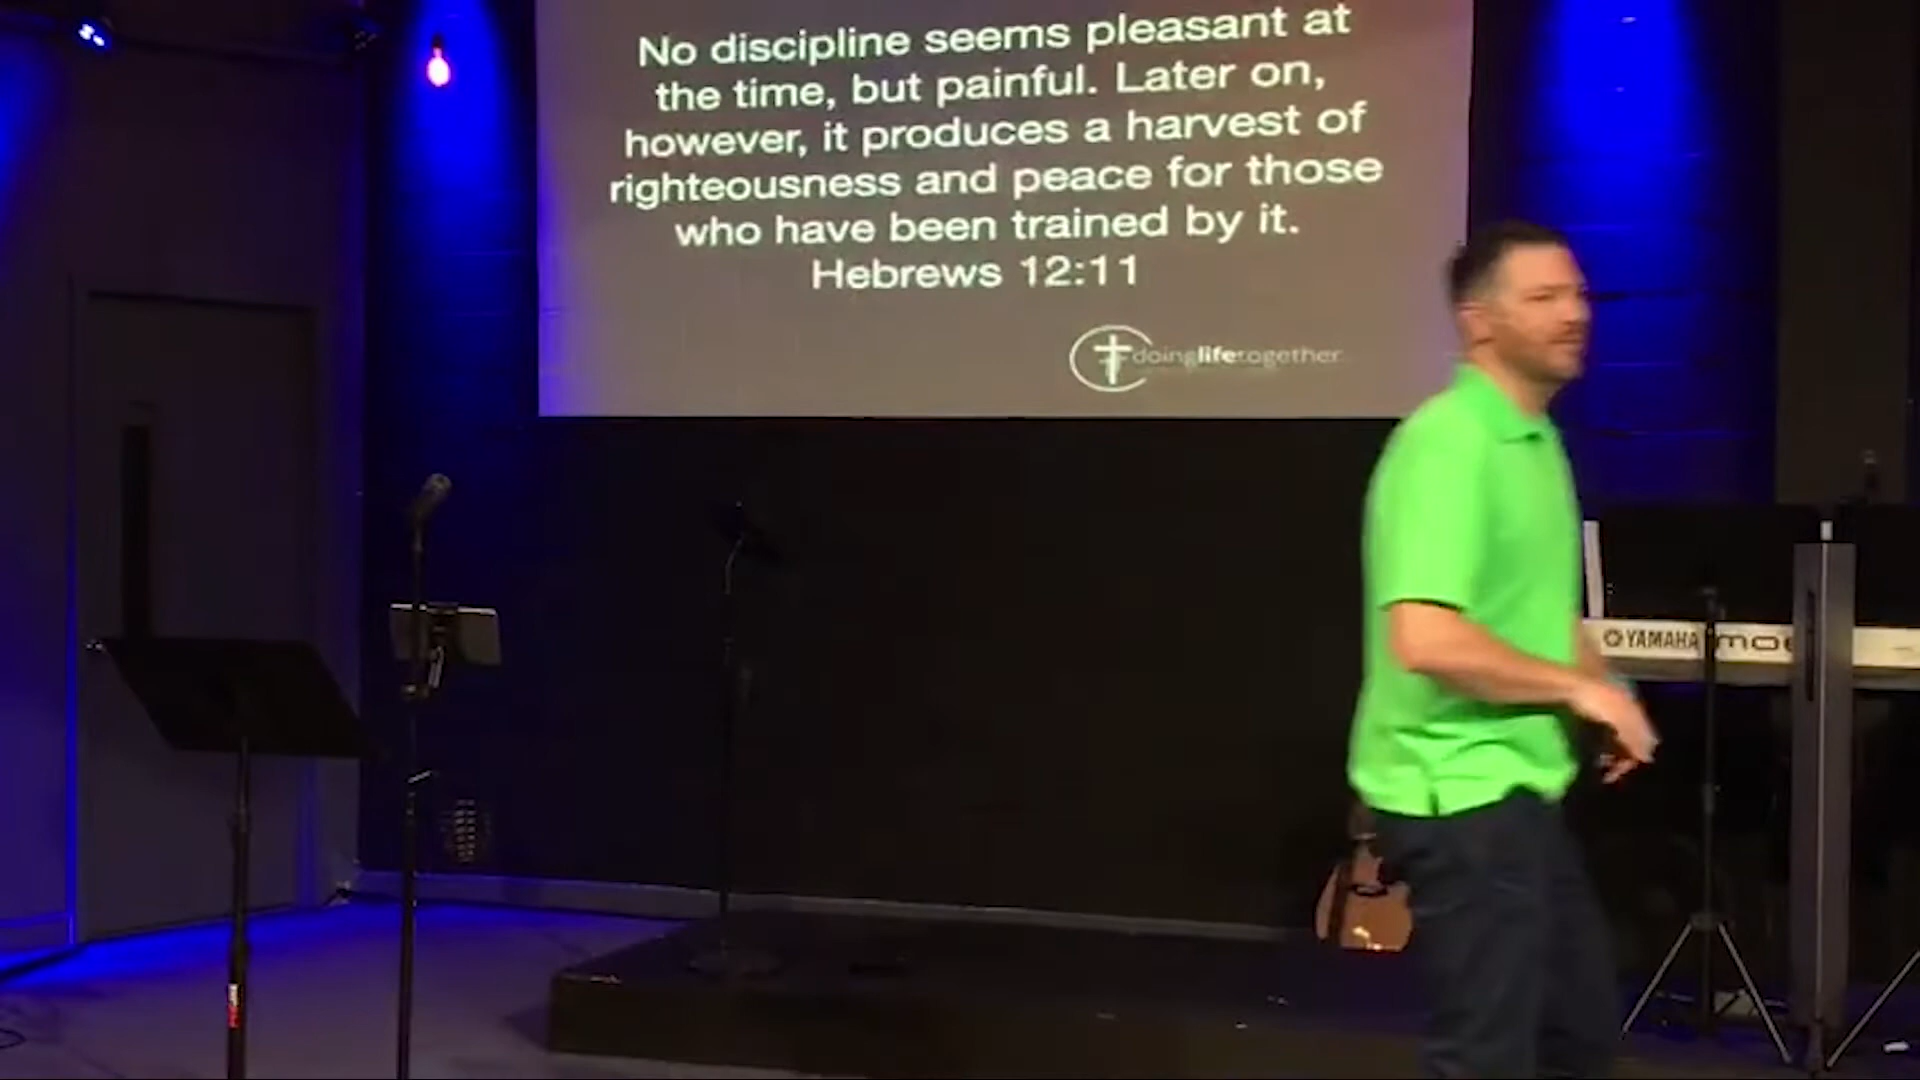 No discipline seems pleasant at
the time, but painful. Later on,
however, it produces a harvest of
righteousness and peace for those
who have been trained by it.
Hebrews 12:11
doinglifetogether
YAMAHA